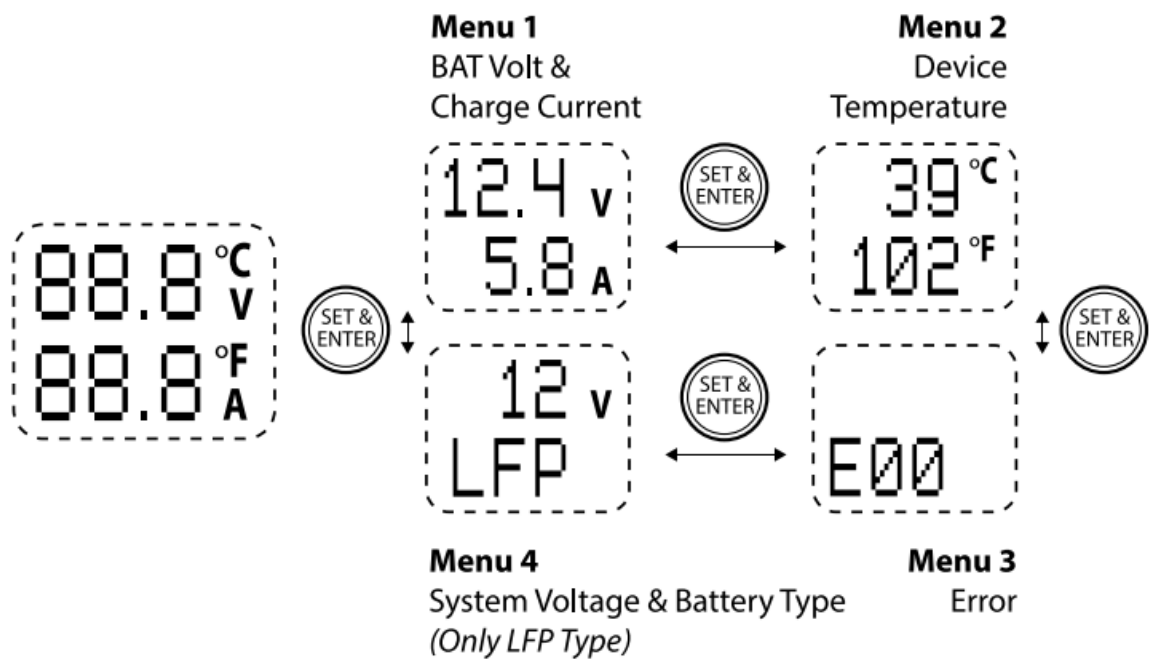 Menu 1
BAT Volt &
Charge Current
Menu 2
Device
Temperature
12.4 V
5.8 A
SET &
ENTER
39 °C
102 °F
88.8 °C
V
88.8 °F
A
SET &
ENTER
SET &
ENTER
12 V
LFP
SET &
ENTER
E00
Menu 4
System Voltage & Battery Type
(Only LFP Type)
Menu 3
Error